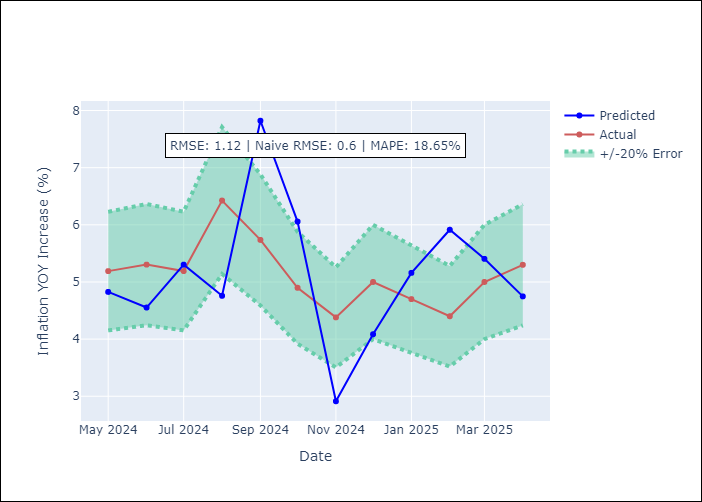 Predicted
Actual
+/-20% Error
RMSE: 1.12 | Naive RMSE: 0.6 | MAPE: 18.65%
Inflation YOY Increase (%)
8
7
6
5
4
3
May 2024
Jul 2024
Sep 2024
Nov 2024
Jan 2025
Mar 2025
Date